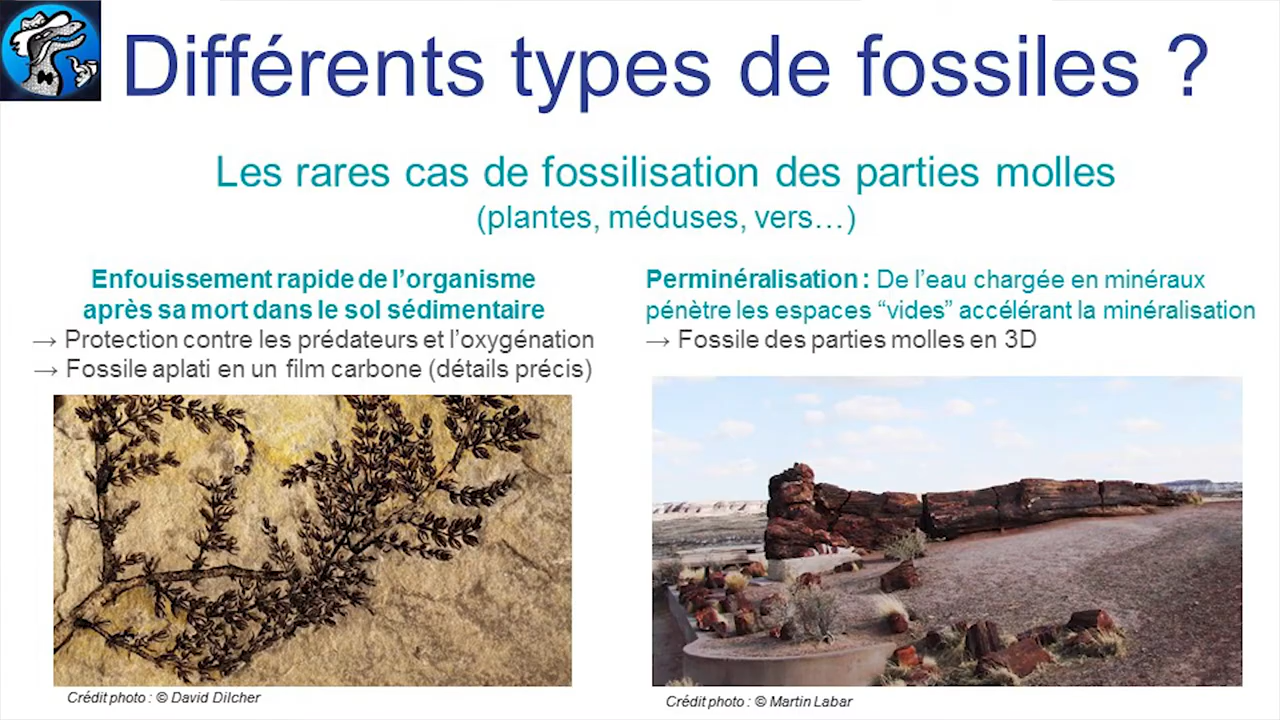 Différents types de fossiles ?
Les rares cas de fossilisation des parties molles
(plantes, méduses, vers…)
Enfouissement rapide de l’organisme
après sa mort dans le sol sédimentaire
→ Protection contre les prédateurs et l’oxygénation
→ Fossile aplati en un film carbone (détails précis)
Crédit photo : © David Dilcher
Perminéralisation : De l’eau chargée en minéraux
pénètre les espaces “vides” accélérant la minéralisation
→ Fossile des parties molles en 3D
Crédit photo : © Martin Labar